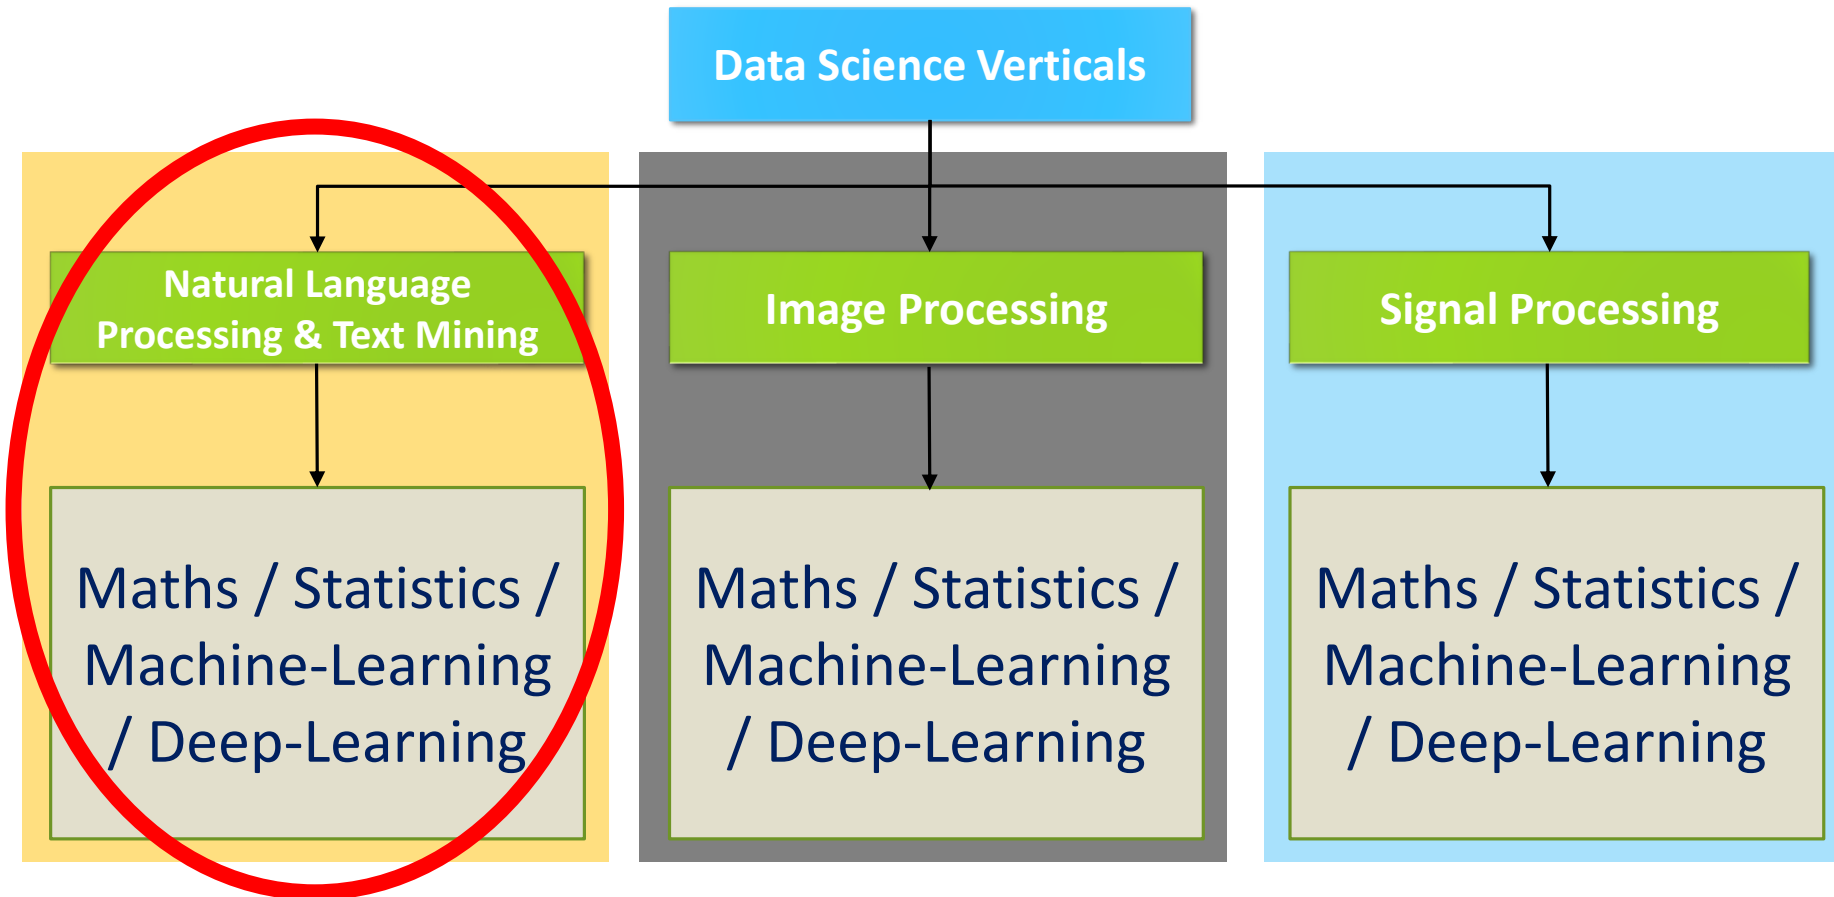 Data Science Verticals
Natural Language
Processing & Text Mining
Image Processing
Signal Processing
Maths / Statistics /
Machine-Learning
/ Deep-Learning
Maths / Statistics /
Machine-Learning
/ Deep-Learning
Maths / Statistics /
Machine-Learning
/ Deep-Learning